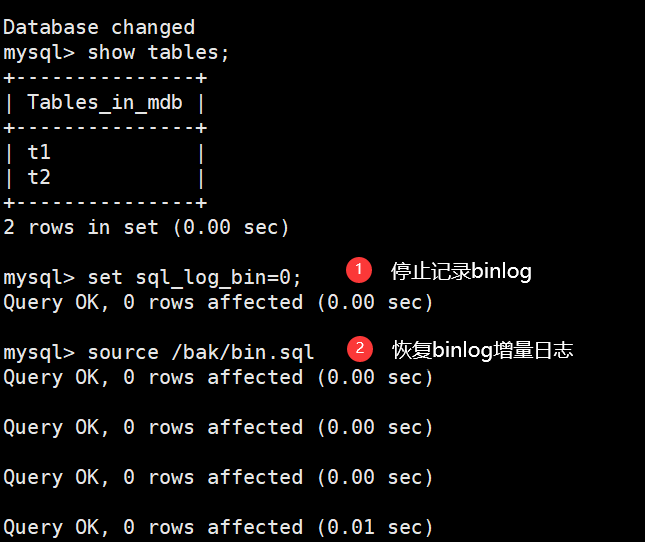 Database changed
mysql> show tables;
+---------------+
| Tables_in_mdb |
+---------------+
| t1            |
| t2            |
+---------------+
2 rows in set (0.00 sec)
mysql> set sql_log_bin=0; 1 停止记录binlog
Query OK, 0 rows affected (0.00 sec)
mysql> source /bak/bin.sql 2 恢复binlog增量日志
Query OK, 0 rows affected (0.00 sec)
Query OK, 0 rows affected (0.00 sec)
Query OK, 0 rows affected (0.00 sec)
Query OK, 0 rows affected (0.01 sec)